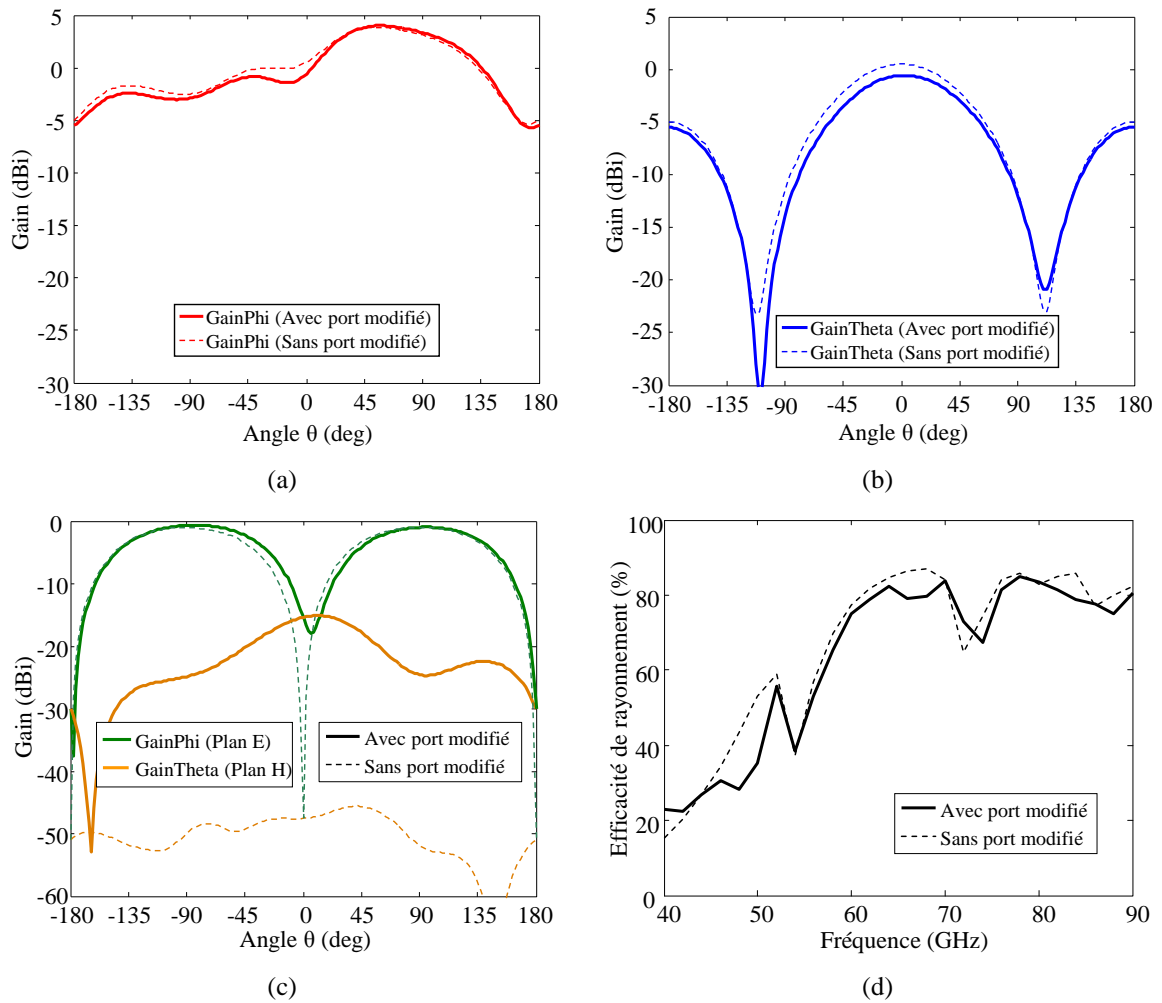 5
0
-5
-10
-15
-20
-25
-30
Gain (dBi)
GainPhi (Avec port modifié)
GainPhi (Sans port modifié)
-180 -135 -90 -45 0 45 90 135 180
Angle θ (deg)
(a)
5
0
-5
-10
-15
-20
-25
-30
Gain (dBi)
GainTheta (Avec port modifié)
GainTheta (Sans port modifié)
-180 -135 -90 -45 0 45 90 135 180
Angle θ (deg)
(b)
0
-10
-20
-30
-40
-50
-60
Gain (dBi)
GainPhi (Plan E)
GainTheta (Plan H)
Avec port modifié
Sans port modifié
-180 -135 -90 -45 0 45 90 135 180
Angle θ (deg)
(c)
100
80
60
40
20
0
Efficacité de rayonnement (%)
Avec port modifié
Sans port modifié
40 50 60 70 80 90
Fréquence (GHz)
(d)